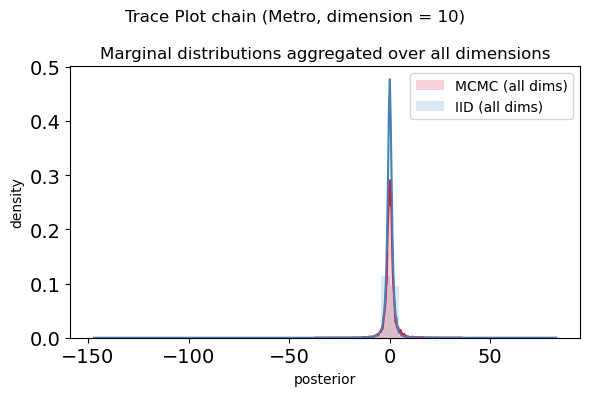 Trace Plot chain (Metro, dimension = 10)
Marginal distributions aggregated over all dimensions
MCMC (all dims)
IID (all dims)
density
0.5
0.4
0.3
0.2
0.1
0.0
−150
−100
−50
0
50
posterior